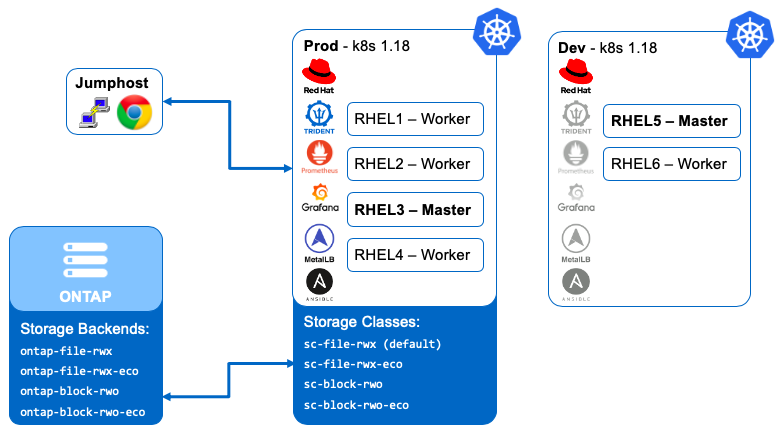 Jumphost
Prod - k8s 1.18
Red Hat
TRIDENT
Prometheus
Grafana
MetalLB
ANSIBLE
RHEL1 – Worker
RHEL2 – Worker
RHEL3 – Master
RHEL4 – Worker
Storage Classes:
sc-file-rwx (default)
sc-file-rwx-eco
sc-block-rwo
sc-block-rwo-eco
ONTAP
Storage Backends:
ontap-file-rwx
ontap-file-rwx-eco
ontap-block-rwo
ontap-block-rwo-eco
Dev - k8s 1.18
Red Hat
TRIDENT
Prometheus
Grafana
MetalLB
ANSIBLE
RHEL5 – Master
RHEL6 – Worker